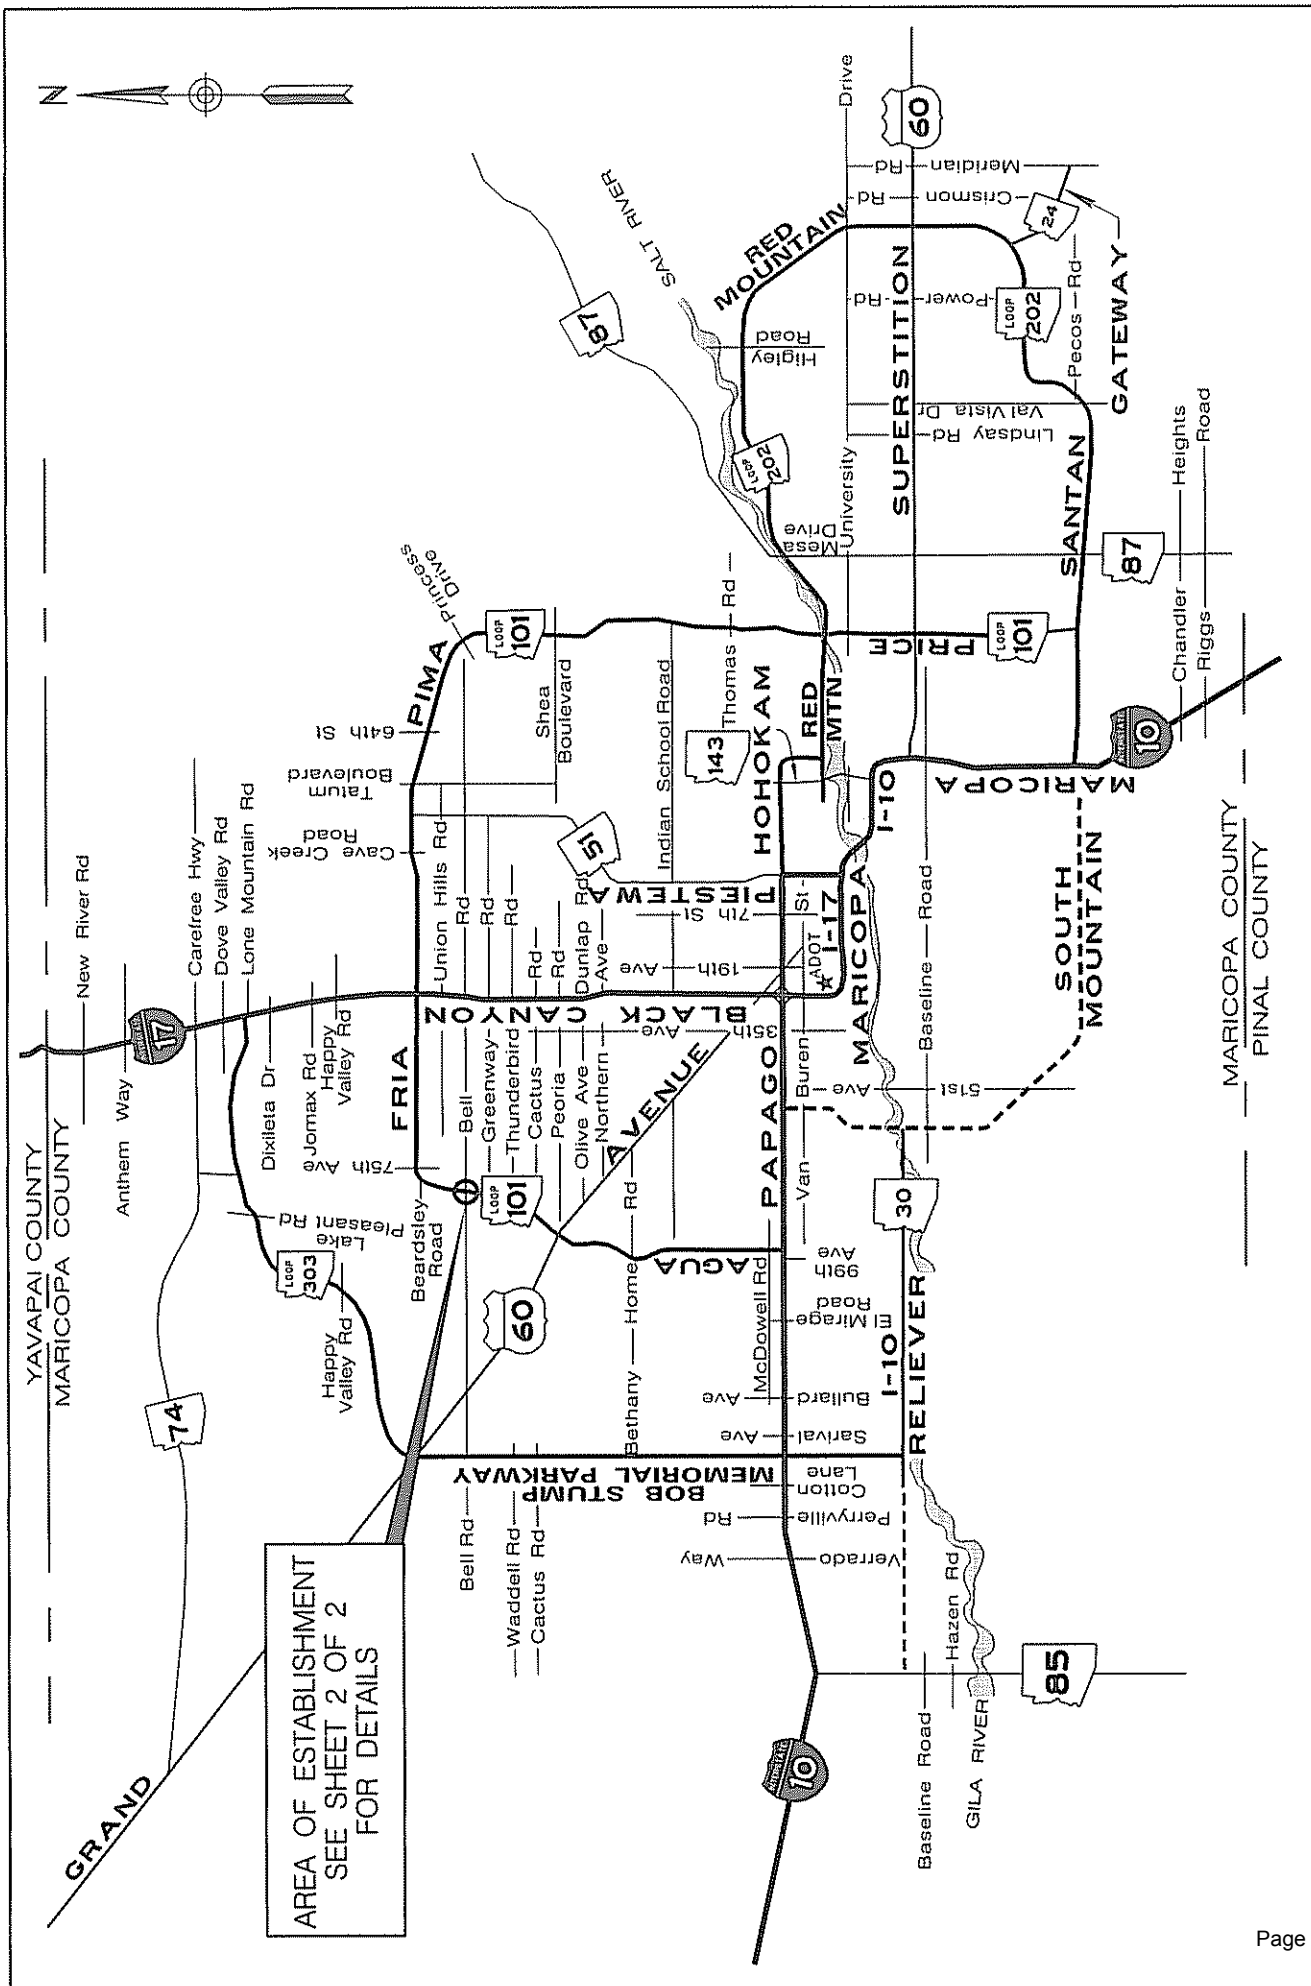 N
YAVAPAI COUNTY
MARICOPA COUNTY
GRAND
AREA OF ESTABLISHMENT
SEE SHEET 2 OF 2
FOR DETAILS
74
Anthem Way
New River Rd
17
Carefree Hwy
Dove Valley Rd
Lone Mountain Rd
Dixileta Dr
Jomax Rd
Happy
Valley Rd
Lake
Pleasant Rd
LOOP
303
Happy
Valley Rd
75th Ave
Beardsley
Road
FRIA
Cave Creek
Road
Tatum
Boulevard
64th St
PIMA
Princess
Drive
Union Hills Rd
Bell Rd
Bell Rd
Greenway Rd
Thunderbird Rd
Waddell Rd
Cactus Rd
Cactus Rd
Peoria Rd
Olive Ave
Dunlap Rd
Northern Ave
LOOP
101
LOOP
101
Shea
Boulevard
60
51
BLACK CANYON
PIESTEWA
AVENUE
35th Ave
19th Ave
7th St
Bethany Home Rd
Indian School Road
Thomas Rd
AGUA
BOB STUMP
MEMORIAL PARKWAY
McDowell Rd
PAPAGO
HOHOKAM
143
RED
MTN
87
SALT RIVER
RED
MOUNTAIN
LOOP
202
Higley
Road
Mesa
Drive
University Drive
Van Buren St
ADOT
I-17
MARICOPA
I-10
99th
Ave
El Mirage
Road
Bullard Ave
Sarival Ave
Cotton
Lane
Perryville Rd
Verrado Way
10
51st Ave
30
I-10
RELIEVER
Baseline Road
Baseline Road
Hazen Rd
GILA RIVER
85
SOUTH
MOUNTAIN
MARICOPA
10
PRICE
LOOP
101
SUPERSTITION
60
Lindsay Rd
Val Vista Dr
Power Rd
Crismon Rd
Meridian Rd
LOOP
202
24
Pecos Rd
GATEWAY
SANTAN
87
Chandler Heights
Riggs Road
MARICOPA COUNTY
PINAL COUNTY
Page